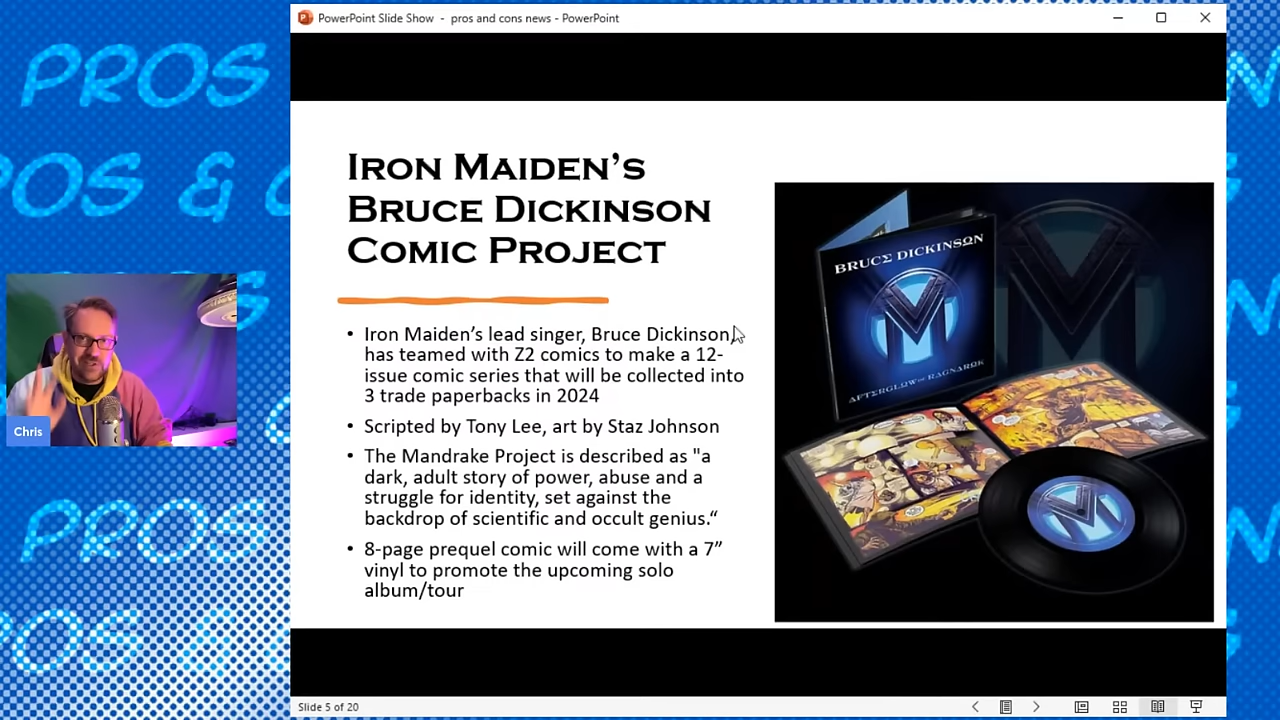 PowerPoint Slide Show - pros and cons news - PowerPoint
PROS
PROS &
PROS
PROS
IRON MAIDEN’S
BRUCE DICKINSON
COMIC PROJECT
• Iron Maiden’s lead singer, Bruce Dickinson,
has teamed with Z2 comics to make a 12-
issue comic series that will be collected into
3 trade paperbacks in 2024
• Scripted by Tony Lee, art by Staz Johnson
• The Mandrake Project is described as "a
dark, adult story of power, abuse and a
struggle for identity, set against the
backdrop of scientific and occult genius.“
• 8-page prequel comic will come with a 7”
vinyl to promote the upcoming solo
album/tour
BRUCE DICKINSON
AFTERGLOW OF RAGNAROK
Chris
Slide 5 of 20